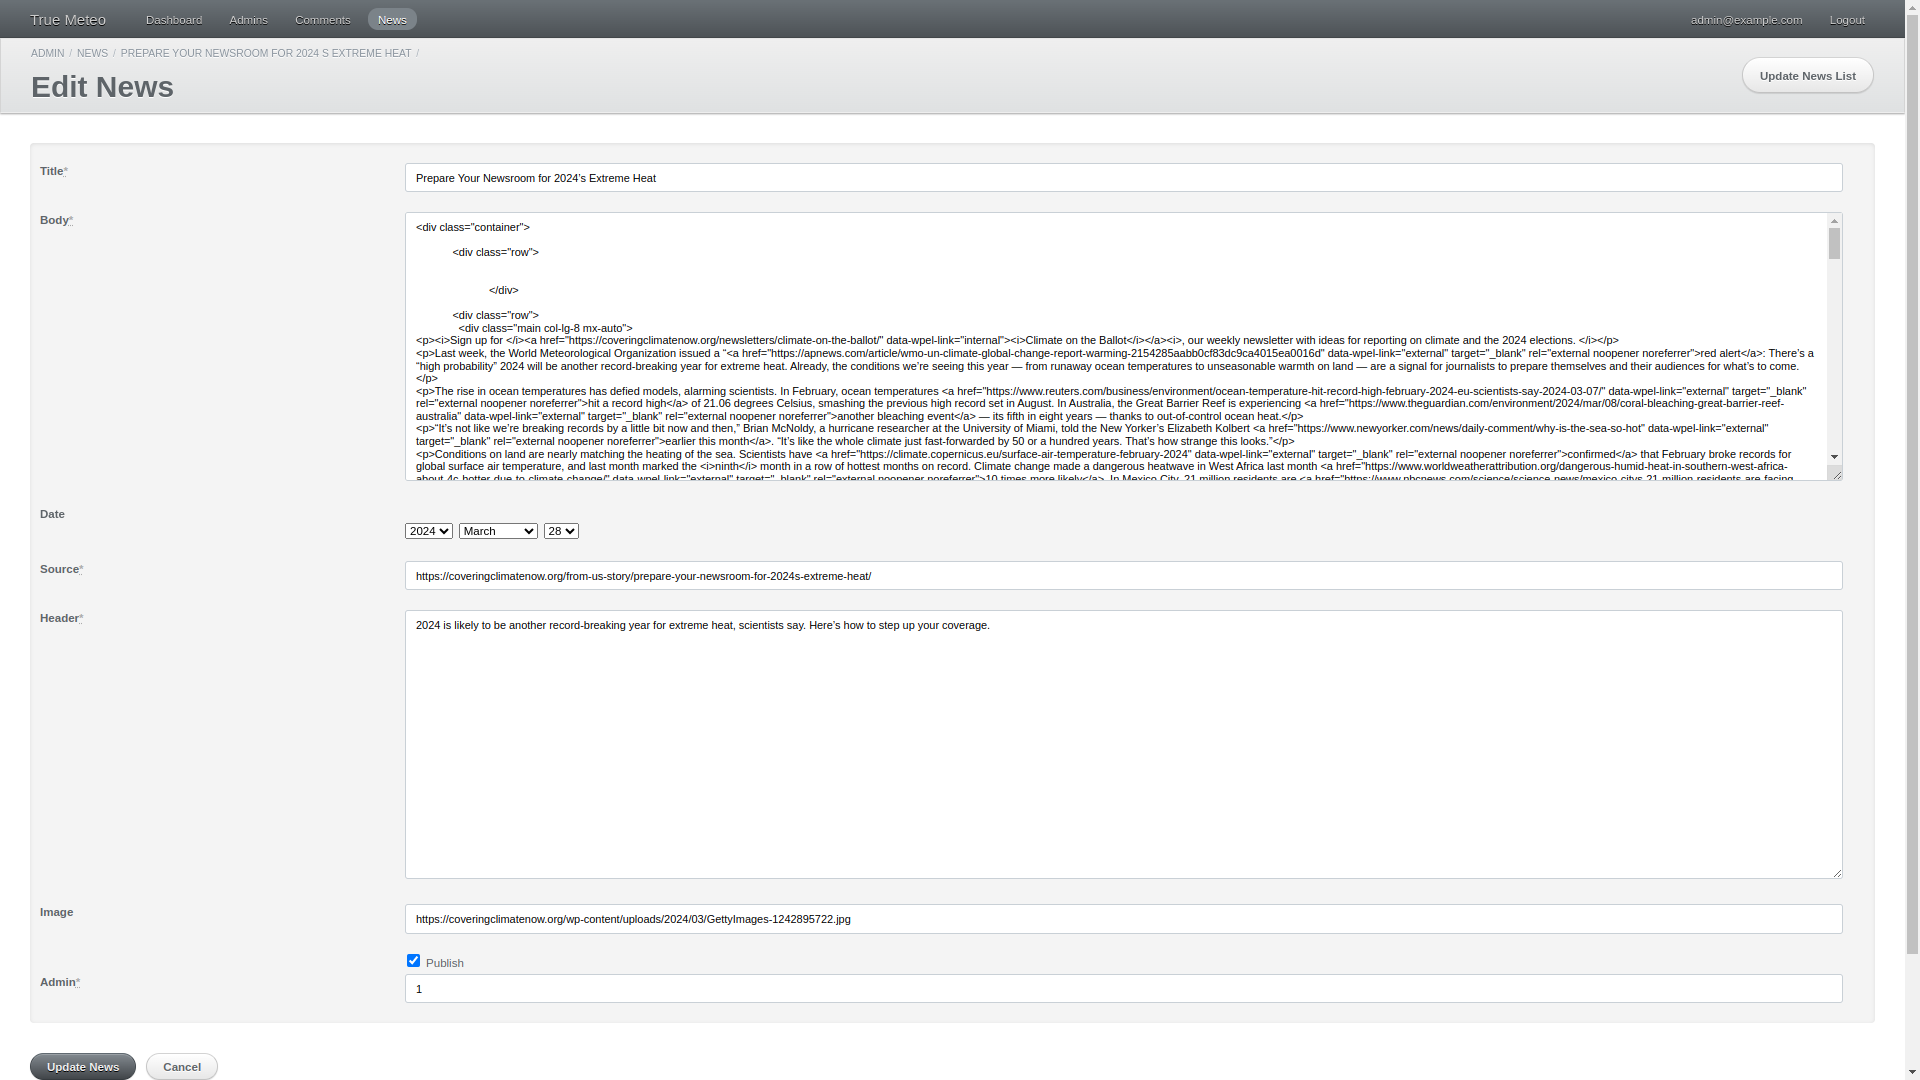 True Meteo Dashboard Admins Comments News admin@example.com Logout
ADMIN / NEWS / PREPARE YOUR NEWSROOM FOR 2024 S EXTREME HEAT /
Edit News
Update News List
Title*
Prepare Your Newsroom for 2024’s Extreme Heat
Body*
<div class="container">
<div class="row">
</div>
<div class="row">
<div class="main col-lg-8 mx-auto">
<p><i>Sign up for </i><a href="https://coveringclimatenow.org/newsletters/climate-on-the-ballot/" data-wpel-link="internal"><i>Climate on the Ballot</i></a><i>, our weekly newsletter with ideas for reporting on climate and the 2024 elections. </i></p>
<p>Last week, the World Meteorological Organization issued a “<a href="https://apnews.com/article/wmo-un-climate-global-change-report-warming-2154285aabb0cf83dc9ca4015ea0016d" data-wpel-link="external" target="_blank" rel="external noopener noreferrer">red alert</a>: There’s a
“high probability” 2024 will be another record-breaking year for extreme heat. Already, the conditions we’re seeing this year — from runaway ocean temperatures to unseasonable warmth on land — are a signal for journalists to prepare themselves and their audiences for what’s to come.
</p>
<p>The rise in ocean temperatures has defied models, alarming scientists. In February, ocean temperatures <a href="https://www.reuters.com/business/environment/ocean-temperature-hit-record-high-february-2024-eu-scientists-say-2024-03-07/" data-wpel-link="external" target="_blank"
rel="external noopener noreferrer">hit a record high</a> of 21.06 degrees Celsius, smashing the previous high record set in August. In Australia, the Great Barrier Reef is experiencing <a href="https://www.theguardian.com/environment/2024/mar/08/coral-bleaching-great-barrier-reef-
australia" data-wpel-link="external" target="_blank" rel="external noopener noreferrer">another bleaching event</a> — its fifth in eight years — thanks to out-of-control ocean heat.</p>
<p>“It’s not like we’re breaking records by a little bit now and then,” Brian McNoldy, a hurricane researcher at the University of Miami, told the New Yorker’s Elizabeth Kolbert <a href="https://www.newyorker.com/news/daily-comment/why-is-the-sea-so-hot" data-wpel-link="external"
target="_blank" rel="external noopener noreferrer">earlier this month</a>. “It’s like the whole climate just fast-forwarded by 50 or a hundred years. That’s how strange this looks.”</p>
<p>Conditions on land are nearly matching the heating of the sea. Scientists have <a href="https://climate.copernicus.eu/surface-air-temperature-february-2024" data-wpel-link="external" target="_blank" rel="external noopener noreferrer">confirmed</a> that February broke records for
global surface air temperature, and last month marked the <i>ninth</i> month in a row of hottest months on record. Climate change made a dangerous heatwave in West Africa last month <a href="https://www.worldweatherattribution.org/dangerous-humid-heat-in-southern-west-africa-
about-4c-hotter-due-to-climate-change/" data-wpel-link="external" target="_blank" rel="external noopener noreferrer">10 times more likely</a>. In Mexico City, 21 million residents are <a href="https://www.nbcnews.com/science/science-news/mexico-citys-21-million-residents-are-facing-
Date
2024 March 28
Source*
https://coveringclimatenow.org/from-us-story/prepare-your-newsroom-for-2024s-extreme-heat/
Header*
2024 is likely to be another record-breaking year for extreme heat, scientists say. Here’s how to step up your coverage.
Image
https://coveringclimatenow.org/wp-content/uploads/2024/03/GettyImages-1242895722.jpg
Publish
Admin*
1
Update News Cancel